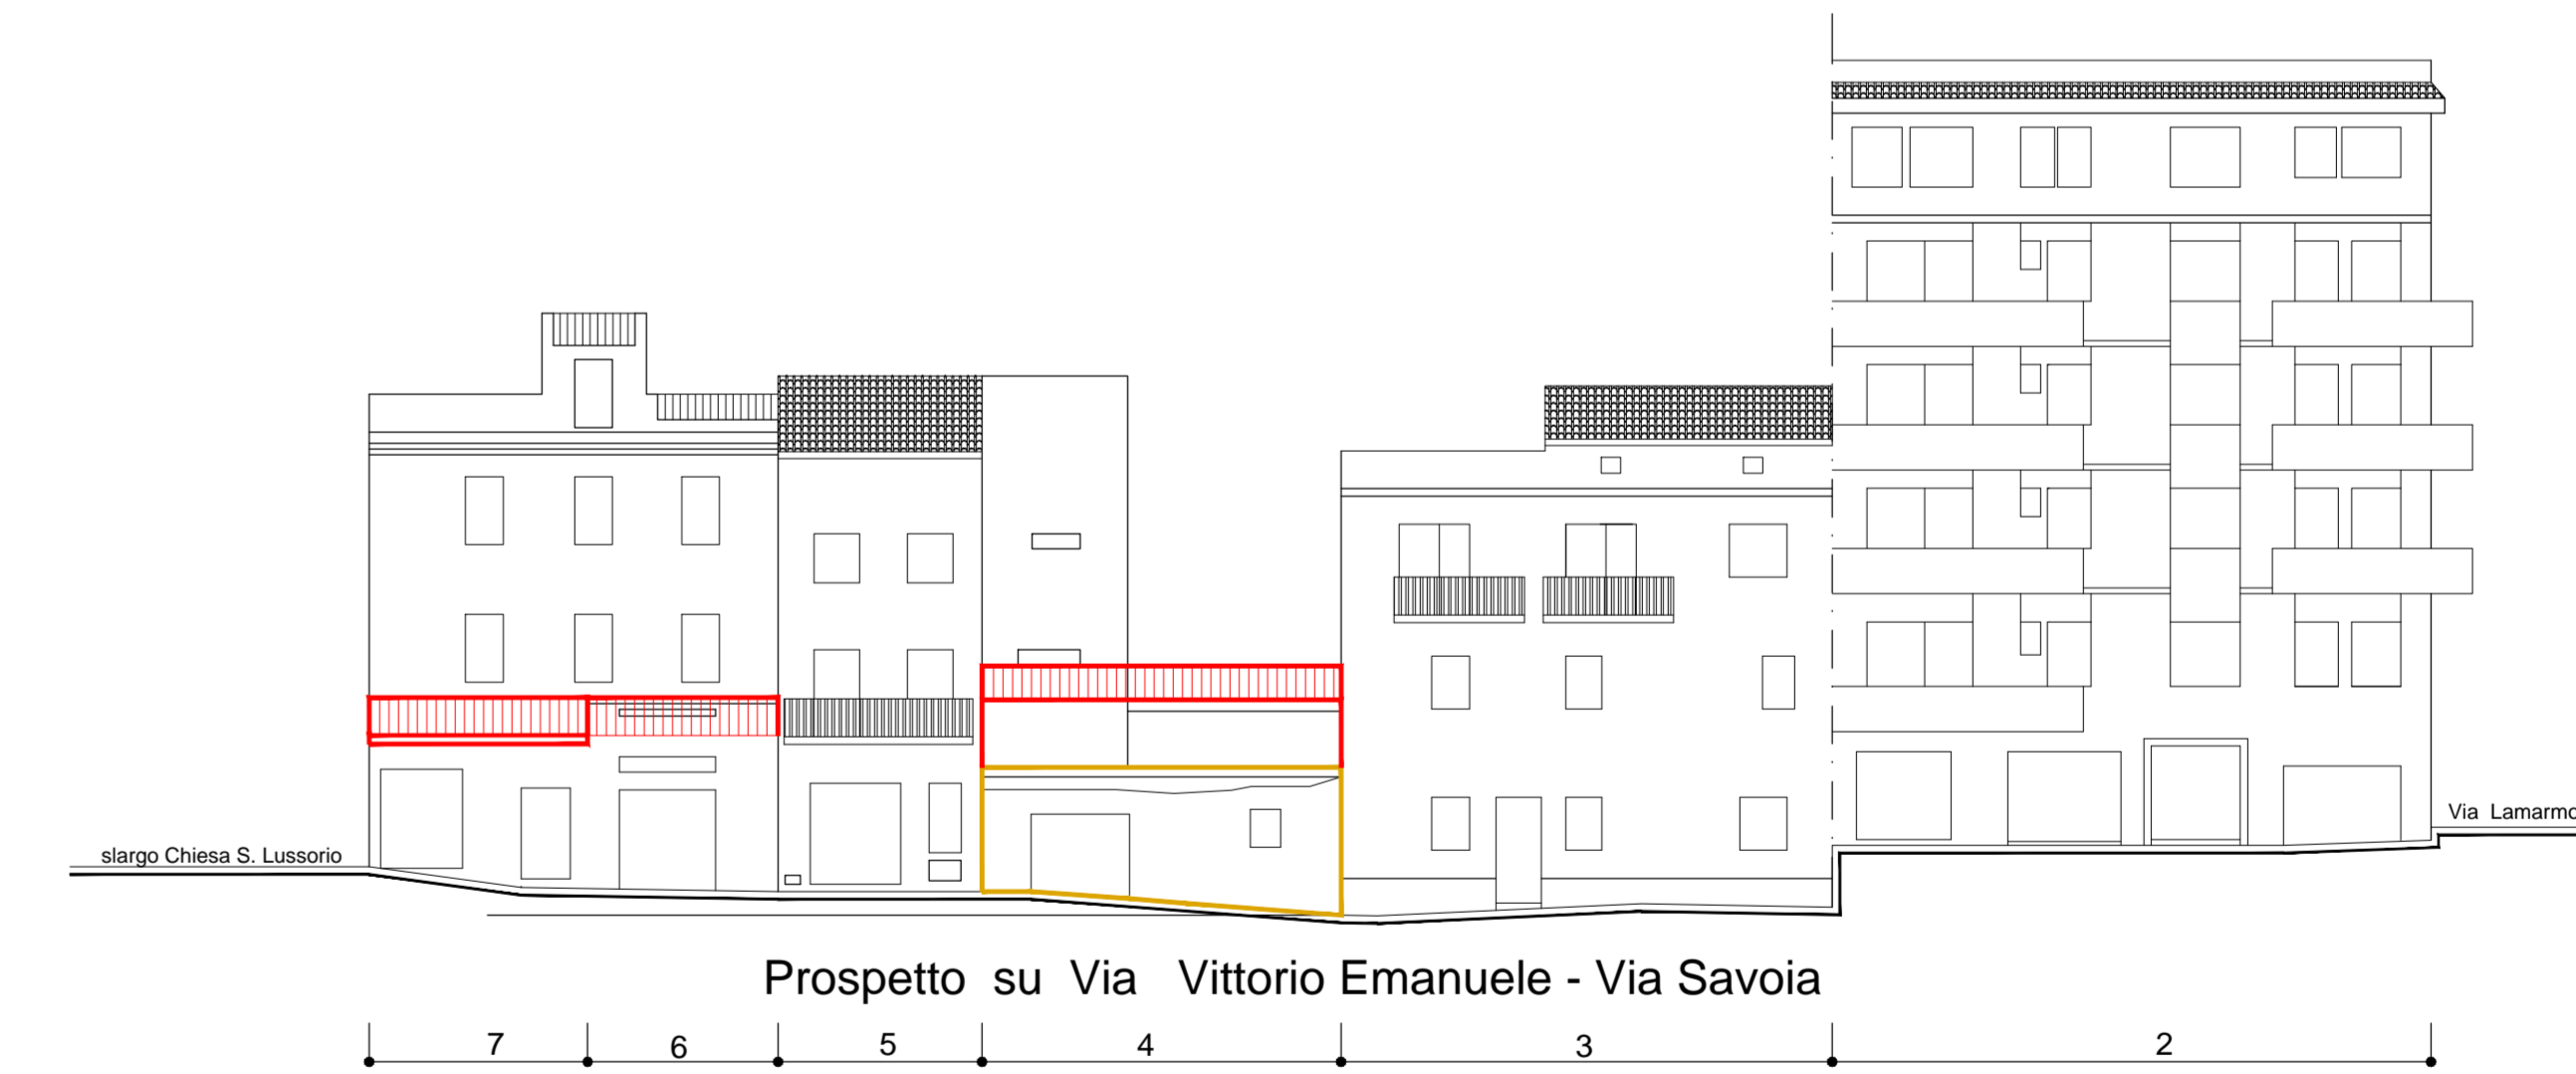 Via Lamarmo
slargo Chiesa S. Lussorio
Prospetto su Via Vittorio Emanuele - Via Savoia
7 6 5 4 3 2